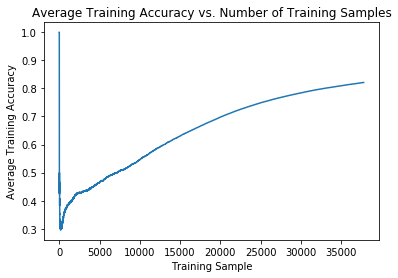 Average Training Accuracy vs. Number of Training Samples
1.0
0.9
0.8
0.7
0.6
0.5
0.4
0.3
Average Training Accuracy
0 5000 10000 15000 20000 25000 30000 35000
Training Sample